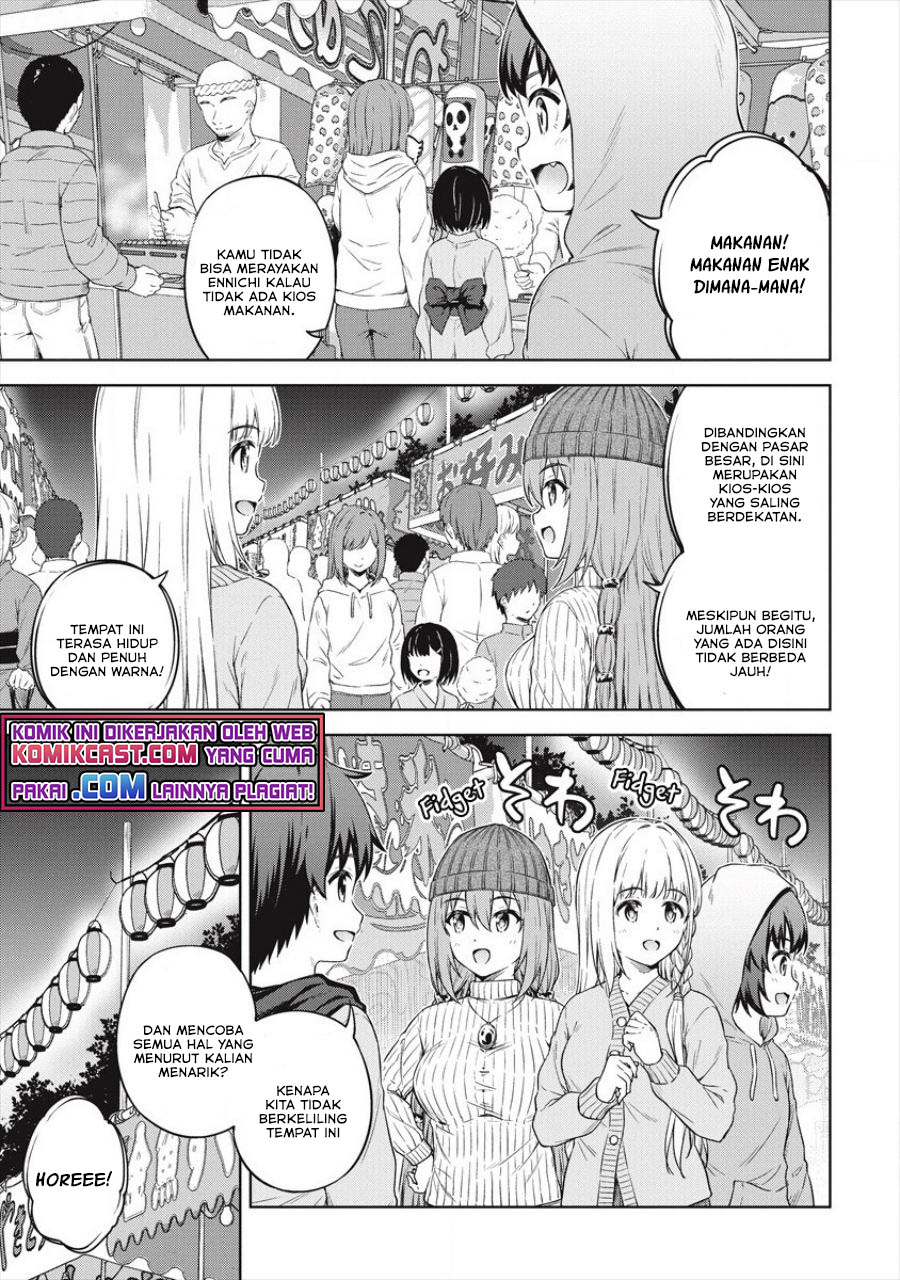 MAKANAN!
MAKANAN ENAK
DIMANA-MANA!
KAMU TIDAK
BISA MERAYAKAN
ENNICHI KALAU
TIDAK ADA KIOS
MAKANAN.
DIBANDINGKAN
DENGAN PASAR
BESAR, DI SINI
MERUPAKAN
KIOS-KIOS
YANG SALING
BERDEKATAN.
MESKIPUN BEGITU,
JUMLAH ORANG
YANG ADA DISINI
TIDAK BERBEDA
JAUH!
お好み
TEMPAT INI
TERASA HIDUP
DAN PENUH
DENGAN WARNA!
KOMIK INI DIKERJAKAN OLEH WEB
KOMIKCAST.COM YANG CUMA
PAKAI .COM LAINNYA PLAGIAT!
Fidget
そわ
Fidget
そわ
KENAPA
KITA TIDAK
BERKELILING
TEMPAT INI
DAN MENCOBA
SEMUA HAL YANG
MENURUT KALIAN
MENARIK?
HOREEE!